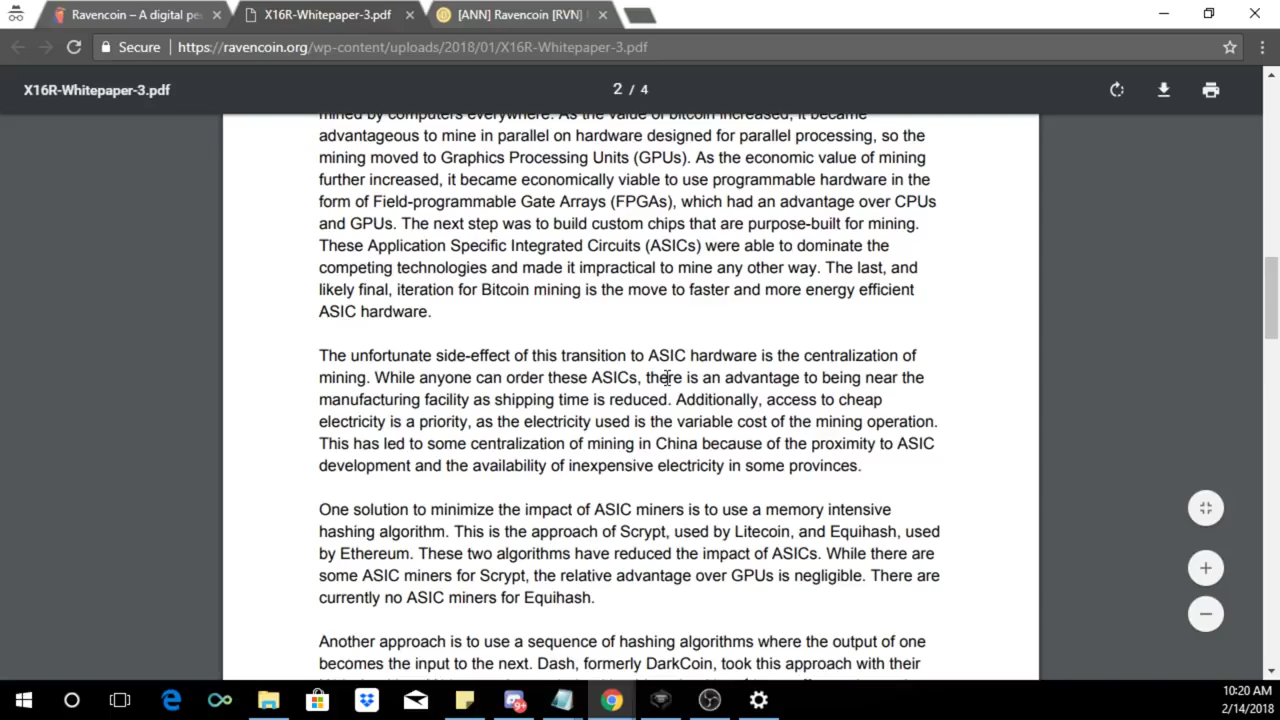 Ravencoin – A digital pe
X16R-Whitepaper-3.pdf
[ANN] Ravencoin [RVN]
Secure
https://ravencoin.org/wp-content/uploads/2018/01/X16R-Whitepaper-3.pdf
X16R-Whitepaper-3.pdf
2 / 4
mined by computers everywhere. As the value of bitcoin increased, it became
advantageous to mine in parallel on hardware designed for parallel processing, so the
mining moved to Graphics Processing Units (GPUs). As the economic value of mining
further increased, it became economically viable to use programmable hardware in the
form of Field-programmable Gate Arrays (FPGAs), which had an advantage over CPUs
and GPUs. The next step was to build custom chips that are purpose-built for mining.
These Application Specific Integrated Circuits (ASICs) were able to dominate the
competing technologies and made it impractical to mine any other way. The last, and
likely final, iteration for Bitcoin mining is the move to faster and more energy efficient
ASIC hardware.
The unfortunate side-effect of this transition to ASIC hardware is the centralization of
mining. While anyone can order these ASICs, there is an advantage to being near the
manufacturing facility as shipping time is reduced. Additionally, access to cheap
electricity is a priority, as the electricity used is the variable cost of the mining operation.
This has led to some centralization of mining in China because of the proximity to ASIC
development and the availability of inexpensive electricity in some provinces.
One solution to minimize the impact of ASIC miners is to use a memory intensive
hashing algorithm. This is the approach of Scrypt, used by Litecoin, and Equihash, used
by Ethereum. These two algorithms have reduced the impact of ASICs. While there are
some ASIC miners for Scrypt, the relative advantage over GPUs is negligible. There are
currently no ASIC miners for Equihash.
Another approach is to use a sequence of hashing algorithms where the output of one
becomes the input to the next. Dash, formerly DarkCoin, took this approach with their
10:20 AM
2/14/2018